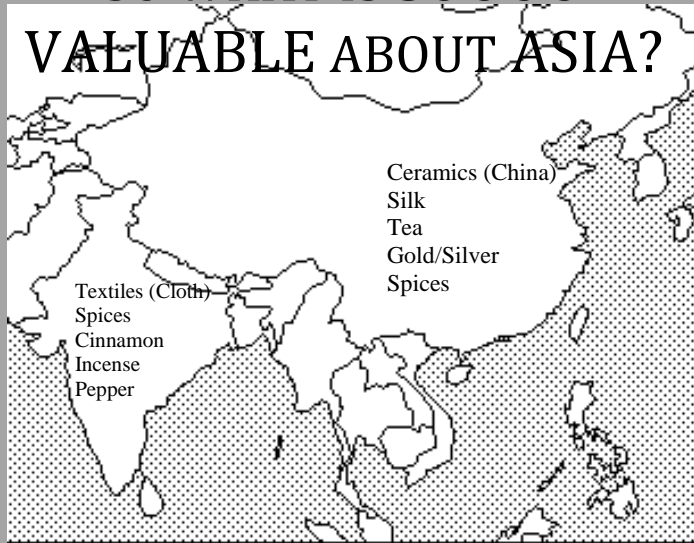 VALUABLE ABOUT ASIA?
Ceramics (China)
Silk
Tea
Gold/Silver
Spices
Textiles (Cloth)
Spices
Cinnamon
Incense
Pepper